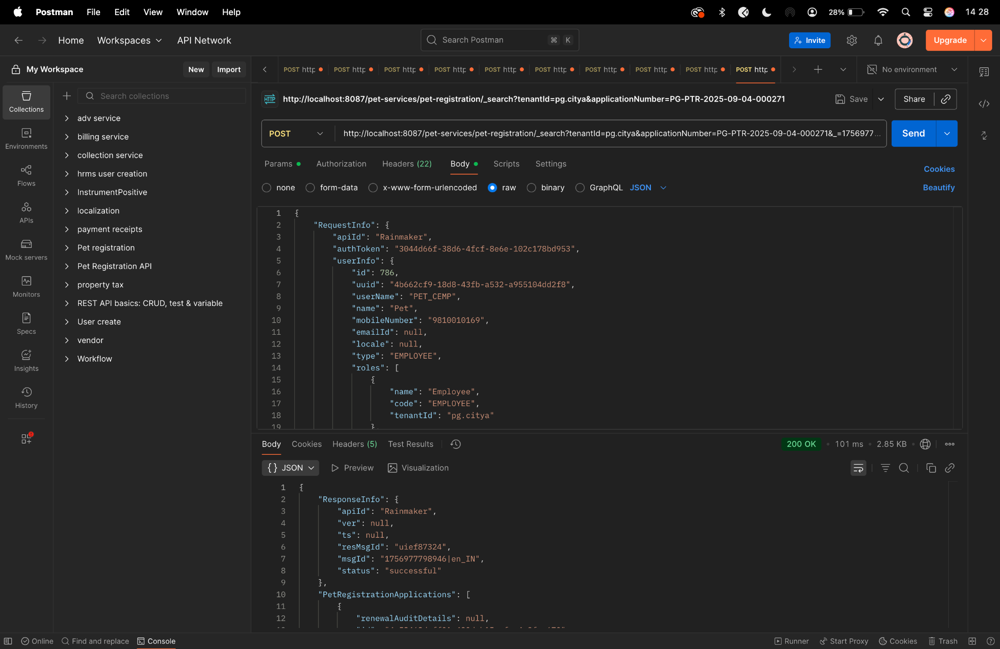 Postman File Edit View Window Help 28% 14 28
Home Workspaces API Network Search Postman ⌘ K Invite Upgrade
My Workspace New Import
POST http POST http POST http POST http POST http POST http POST http POST http POST http POST http No environment
Collections
Environments
Flows
APIs
Mock servers
Monitors
Specs
Insights
History
Search collections
adv service
billing service
collection service
hrms user creation
InstrumentPositive
localization
payment receipts
Pet registration
Pet Registration API
property tax
REST API basics: CRUD, test & variable
User create
vendor
Workflow
HTTP http://localhost:8087/pet-services/pet-registration/_search?tenantId=pg.citya&applicationNumber=PG-PTR-2025-09-04-000271 Save Share
POST http://localhost:8087/pet-services/pet-registration/_search?tenantId=pg.citya&applicationNumber=PG-PTR-2025-09-04-000271&_=1756977... Send
Params Authorization Headers (22) Body Scripts Settings Cookies
none form-data x-www-form-urlencoded raw binary GraphQL JSON Beautify
1 {
2 "RequestInfo": {
3 "apiId": "Rainmaker",
4 "authToken": "3044d66f-38d6-4fcf-8e6e-102c178bd953",
5 "userInfo": {
6 "id": 786,
7 "uuid": "4b662cf9-18d8-43fb-a532-a955104dd2f8",
8 "userName": "PET_CEMP",
9 "name": "Pet",
10 "mobileNumber": "9810010169",
11 "emailId": null,
12 "locale": null,
13 "type": "EMPLOYEE",
14 "roles": [
15 {
16 "name": "Employee",
17 "code": "EMPLOYEE",
18 "tenantId": "pg.citya"
19 }
Body Cookies Headers (5) Test Results 200 OK 101 ms 2.85 KB
{} JSON Preview Visualization
1 {
2 "ResponseInfo": {
3 "apiId": "Rainmaker",
4 "ver": null,
5 "ts": null,
6 "resMsgId": "uief87324",
7 "msgId": "1756977798946|en_IN",
8 "status": "successful"
9 },
10 "PetRegistrationApplications": [
11 {
12 "renewalAuditDetails": null,
Online Find and replace Console Runner Start Proxy Cookies Trash